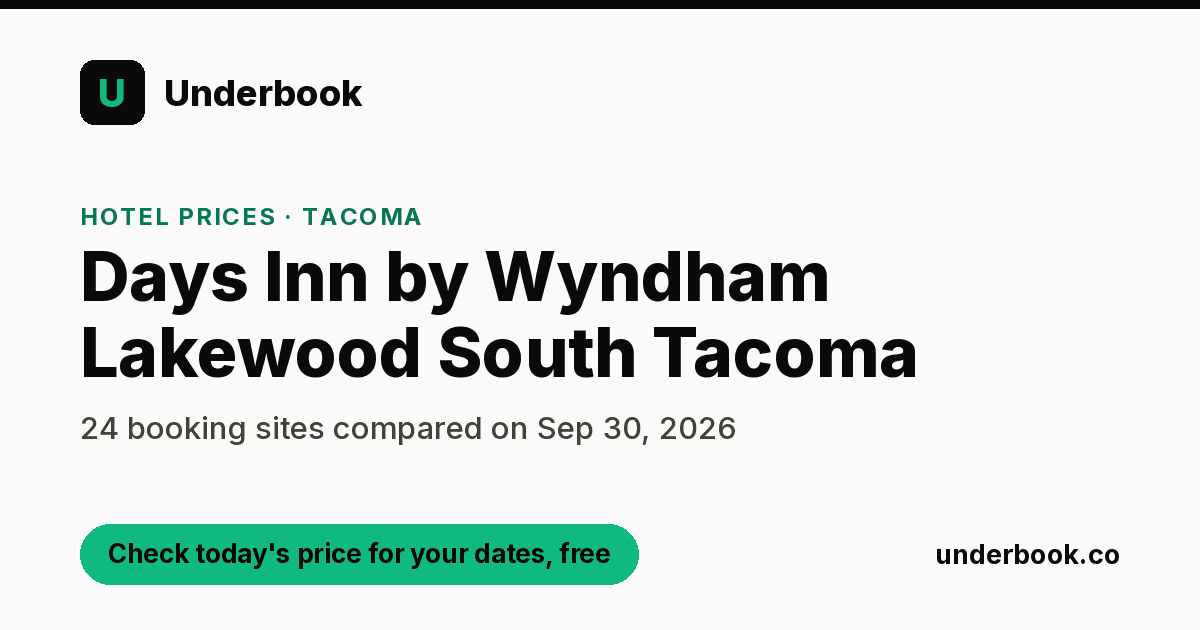 U Underbook
HOTEL PRICES · TACOMA
Days Inn by Wyndham
Lakewood South Tacoma
24 booking sites compared on Sep 30, 2026
Check today's price for your dates, free
underbook.co